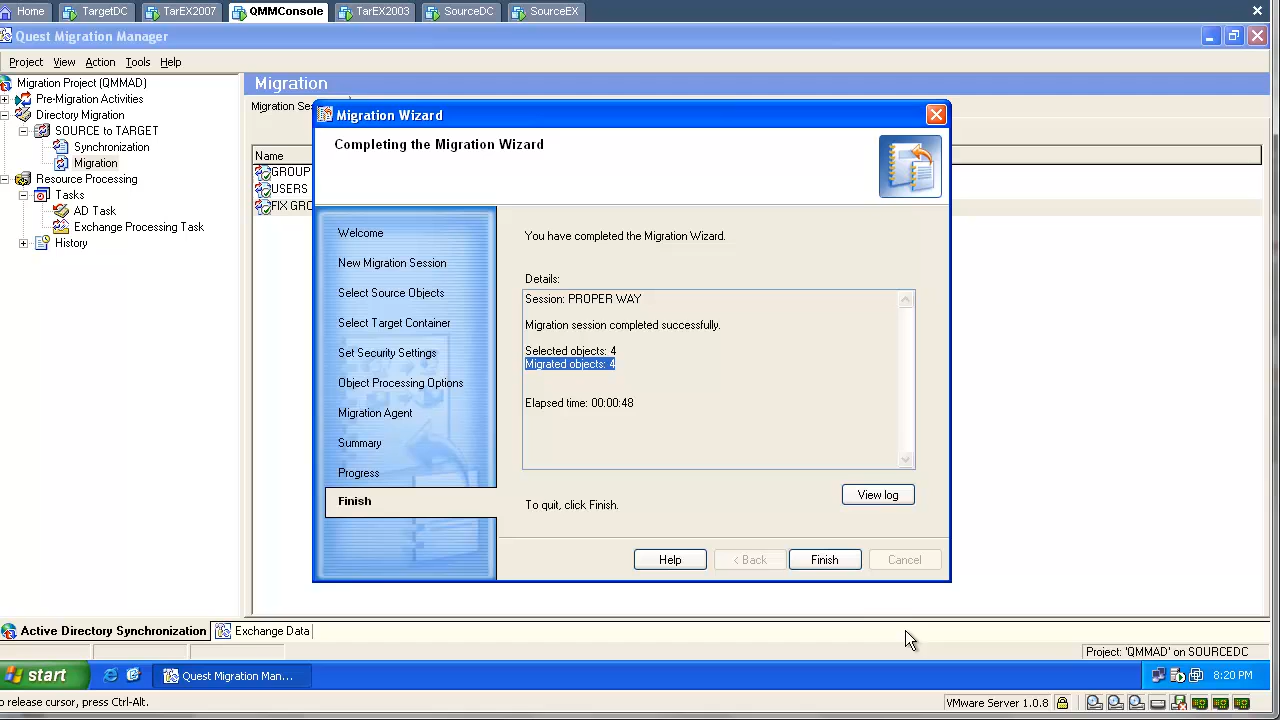 Home TargetDC TarEX2007 QMMConsole TarEX2003 SourceDC SourceEX
Quest Migration Manager
Project View Action Tools Help
Migration Project (QMMAD)
Pre-Migration Activities
Directory Migration
SOURCE to TARGET
Synchronization
Migration
Resource Processing
Tasks
AD Task
Exchange Processing Task
History
Migration
Migration Se
Name
GROUP
USERS
FIX GRO
Migration Wizard
Completing the Migration Wizard
Welcome
New Migration Session
Select Source Objects
Select Target Container
Set Security Settings
Object Processing Options
Migration Agent
Summary
Progress
Finish
You have completed the Migration Wizard.
Details:
Session: PROPER WAY
Migration session completed successfully.
Selected objects: 4
Migrated objects: 4
Elapsed time: 00:00:48
View log
To quit, click Finish.
Help < Back Finish Cancel
Active Directory Synchronization Exchange Data
Project: 'QMMAD' on SOURCEDC
start Quest Migration Man... 8:20 PM
o release cursor, press Ctrl-Alt. VMware Server 1.0.8